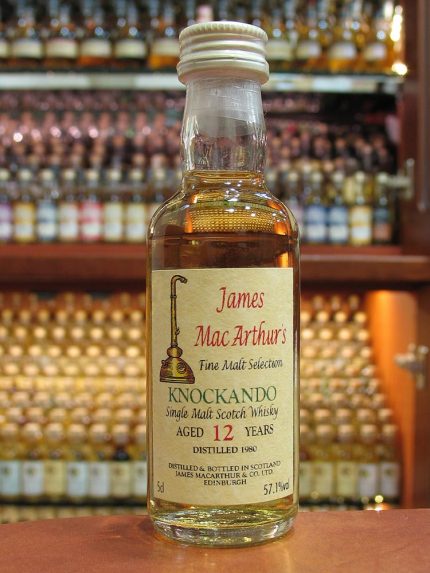 James
MacArthur's
Fine Malt Selection
KNOCKANDO
Single Malt Scotch Whisky
AGED 12 YEARS
DISTILLED 1980
DISTILLED & BOTTLED IN SCOTLAND
JAMES MACARTHUR & CO. LTD.
EDINBURGH
5cl 57.1%vol